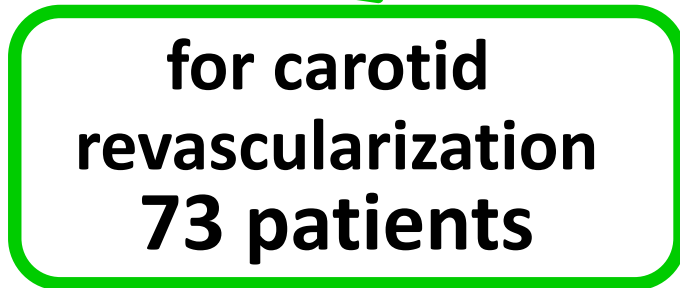 for carotid
revascularization
73 patients